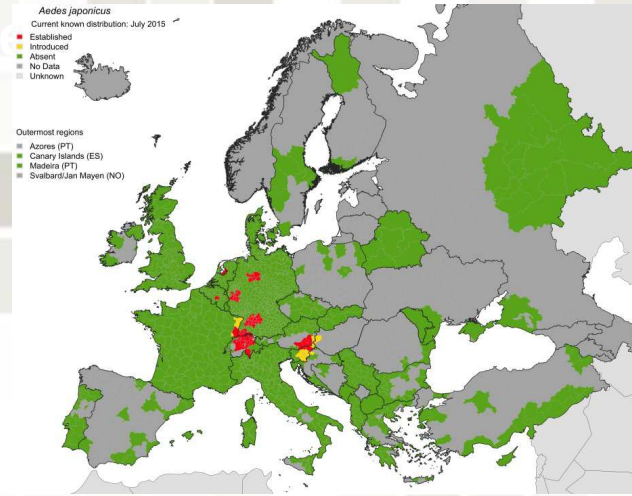 Aedes japonicus
Current known distribution: July 2015
Established
Introduced
Absent
No Data
Unknown
Outermost regions
Azores (PT)
Canary Islands (ES)
Madeira (PT)
Svalbard/Jan Mayen (NO)